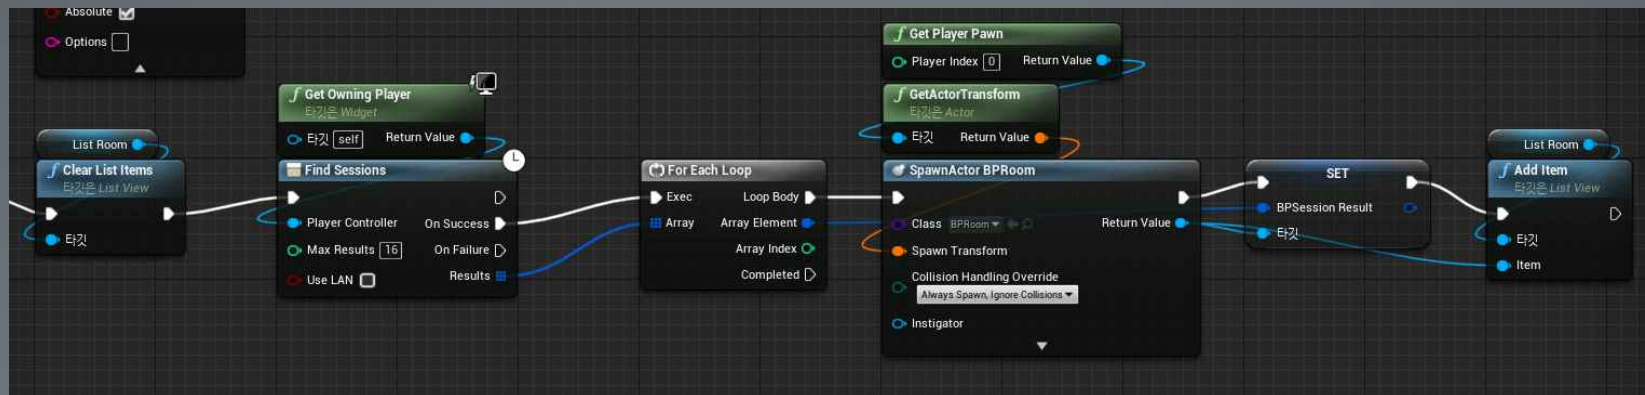 Absolute
Options
List Room
Clear List Items
타깃은 List View
타깃
Get Owning Player
타깃은 Widget
타깃 self Return Value
Find Sessions
Player Controller On Success
Max Results 16 On Failure
Use LAN Results
For Each Loop
Exec Loop Body
Array Array Element
Array Index
Completed
Get Player Pawn
Player Index 0 Return Value
GetActorTransform
타깃은 Actor
타깃 Return Value
SpawnActor BPRoom
Class BPRoom Return Value
Spawn Transform
Collision Handling Override
Always Spawn, Ignore Collisions
Instigator
SET
BPSession Result
타깃
List Room
Add Item
타깃은 List View
타깃
Item